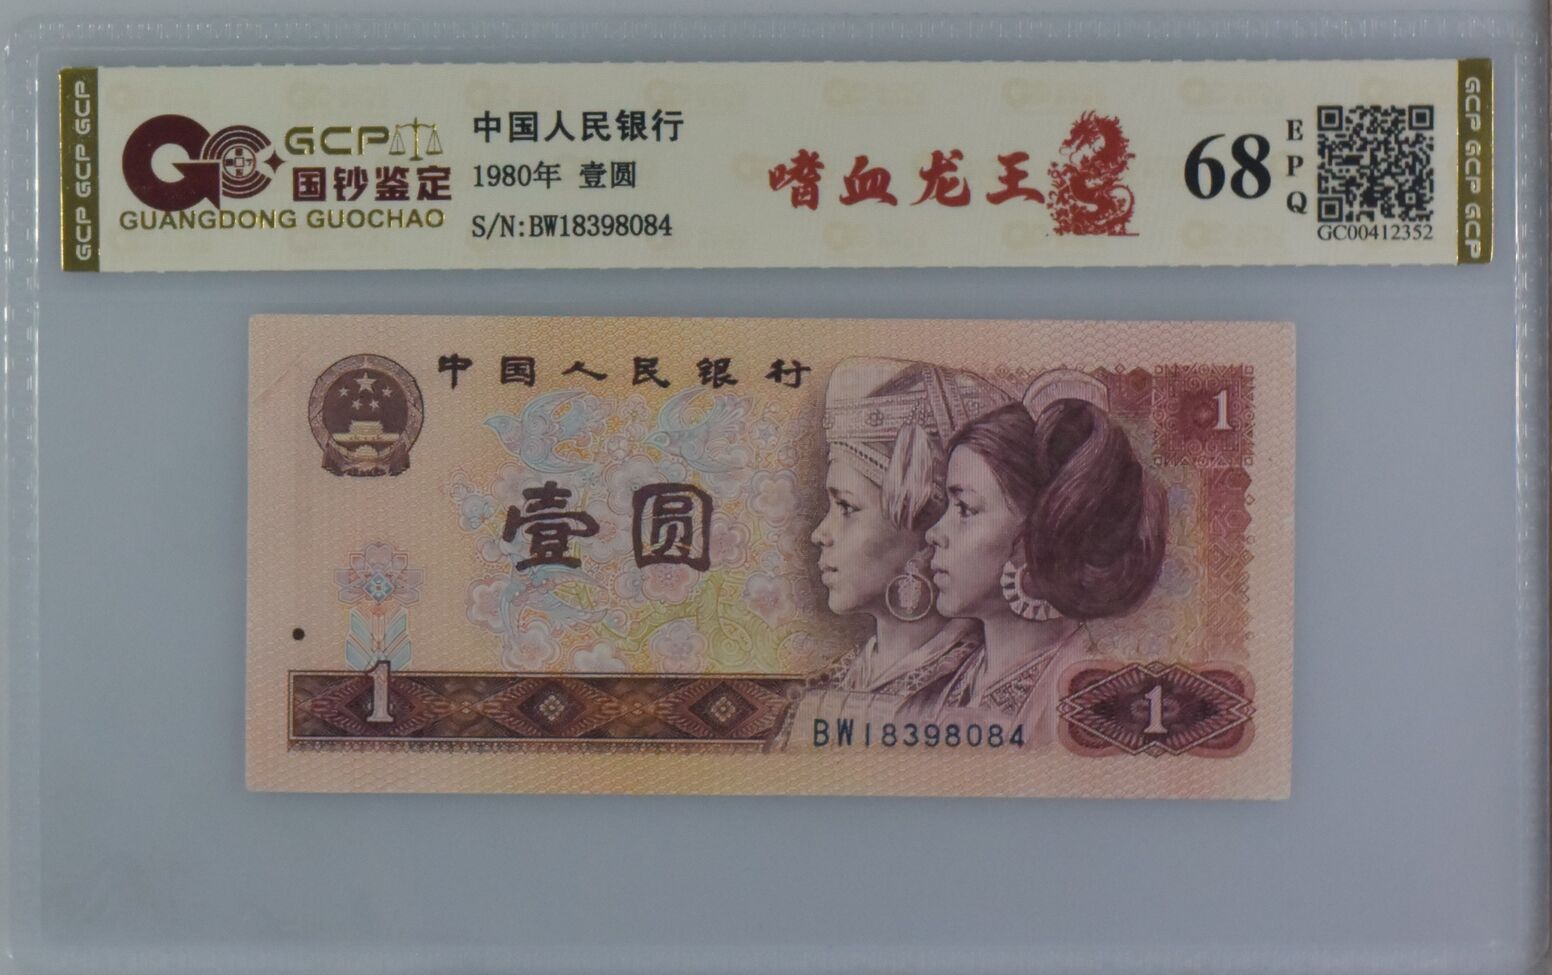 GCP GCP GCP
GCP
国钞鉴定
GUANGDONG GUOCHAO
中国人民银行
1980年 壹圆
S/N:BW18398084
嗜血龙王
68
EPQ
GC00412352
GCP GCP GCP
中国人民银行
1
壹圆
1
BW18398084
1